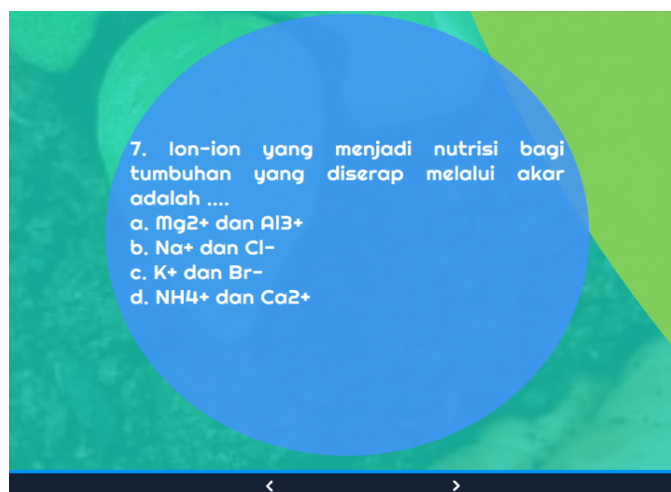 7. Ion-ion yang menjadi nutrisi bagi
tumbuhan yang diserap melalui akar
adalah ....
a. Mg2+ dan Al3+
b. Na+ dan Cl-
c. K+ dan Br-
d. NH4+ dan Ca2+